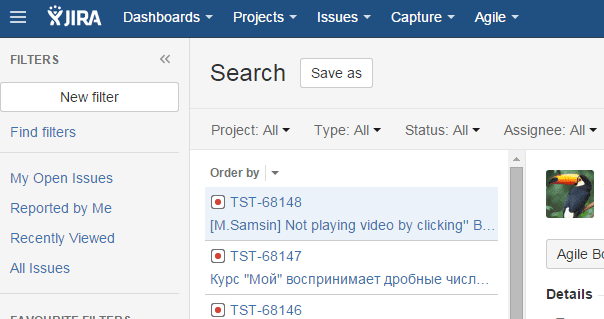 JIRA Dashboards Projects Issues Capture Agile
FILTERS
New filter
Find filters
My Open Issues
Reported by Me
Recently Viewed
All Issues
FAVOURITE FILTERS
Search Save as
Project: All Type: All Status: All Assignee: All
Order by
TST-68148
[M.Samsin] Not playing video by clicking" B...
TST-68147
Курс "Мой" воспринимает дробные числ...
TST-68146
Agile Bo
Details